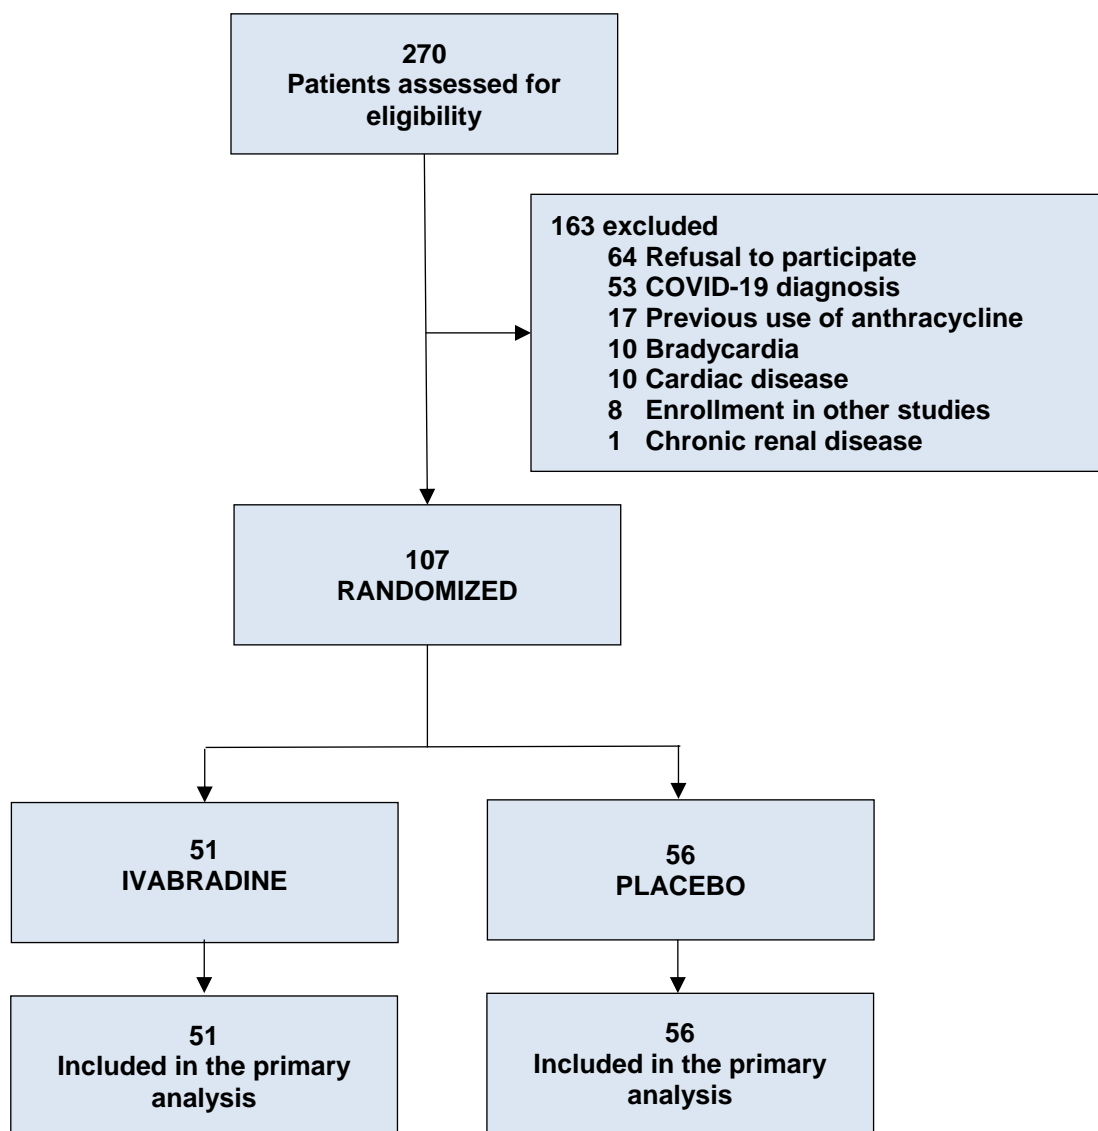 270
Patients assessed for
eligibility
163 excluded
64 Refusal to participate
53 COVID-19 diagnosis
17 Previous use of anthracycline
10 Bradycardia
10 Cardiac disease
8 Enrollment in other studies
1 Chronic renal disease
107
RANDOMIZED
51
IVABRADINE
56
PLACEBO
51
Included in the primary
analysis
56
Included in the primary
analysis